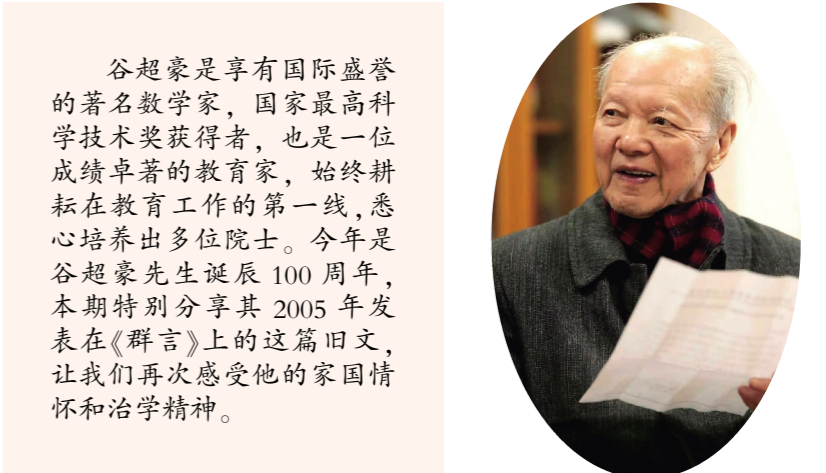 谷超豪是享有国际盛誉
的著名数学家，国家最高科
学技术奖获得者，也是一位
成绩卓著的教育家，始终耕
耘在教育工作的第一线，悉
心培养出多位院士。今年是
谷超豪先生诞辰 100 周年，
本期特别分享其 2005 年发
表在《群言》上的这篇旧文，
让我们再次感受他的家国情
怀和治学精神。